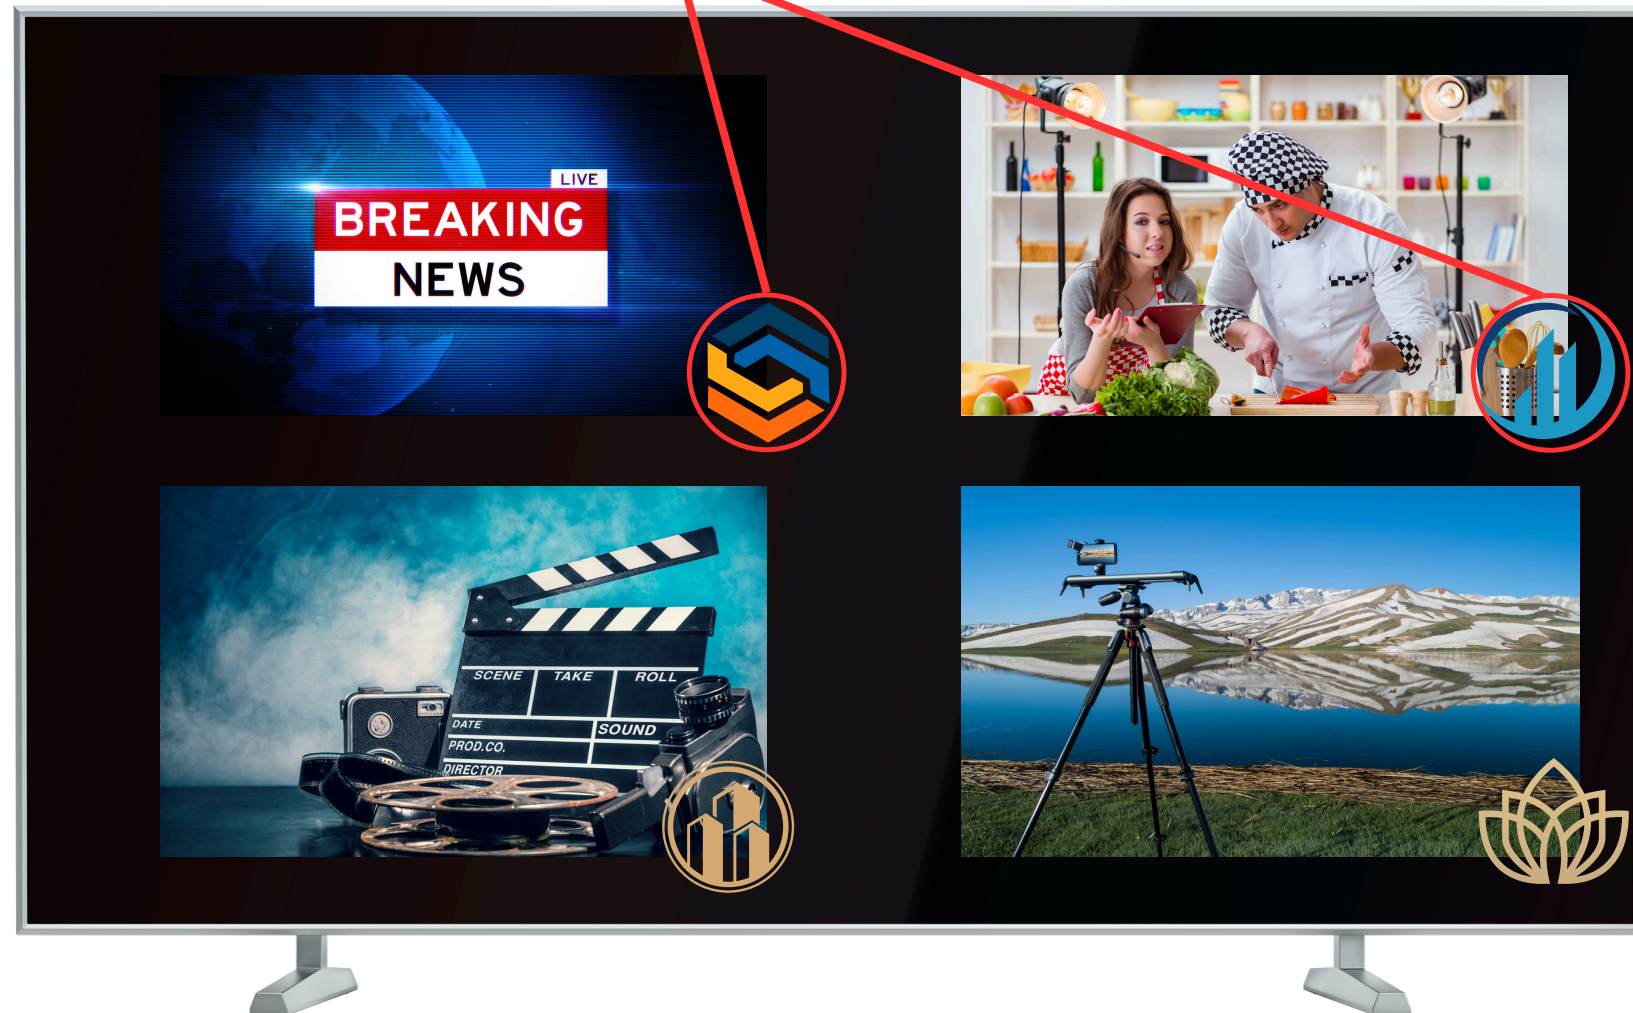 LIVE
BREAKING
NEWS
SCENE TAKE ROLL
DATE SOUND
PROD.CO.
DIRECTOR